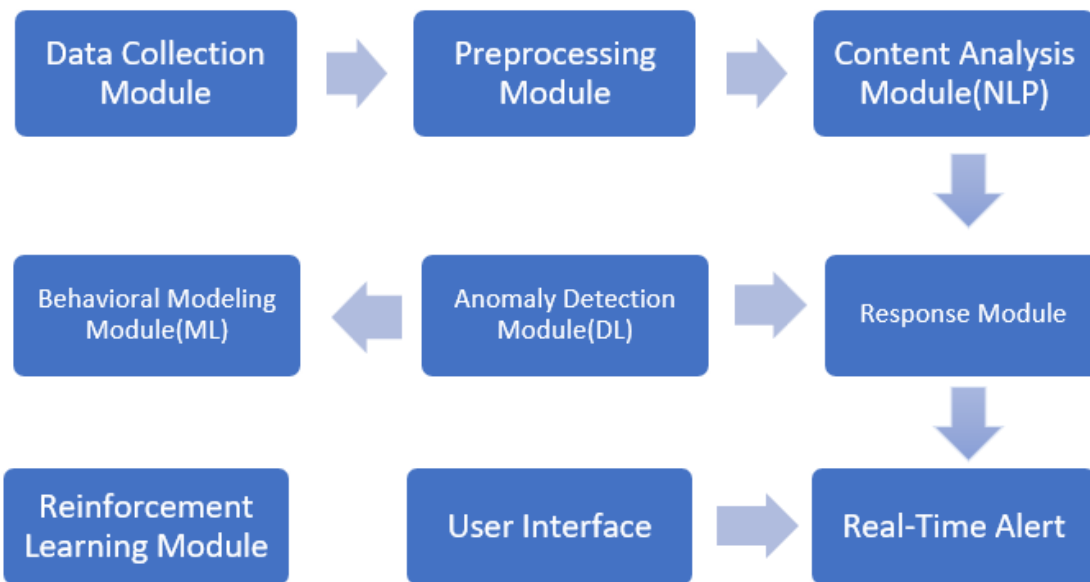 Data Collection
Module
Preprocessing
Module
Content Analysis
Module(NLP)
Behavioral Modeling
Module(ML)
Anomaly Detection
Module(DL)
Response Module
Reinforcement
Learning Module
User Interface
Real-Time Alert